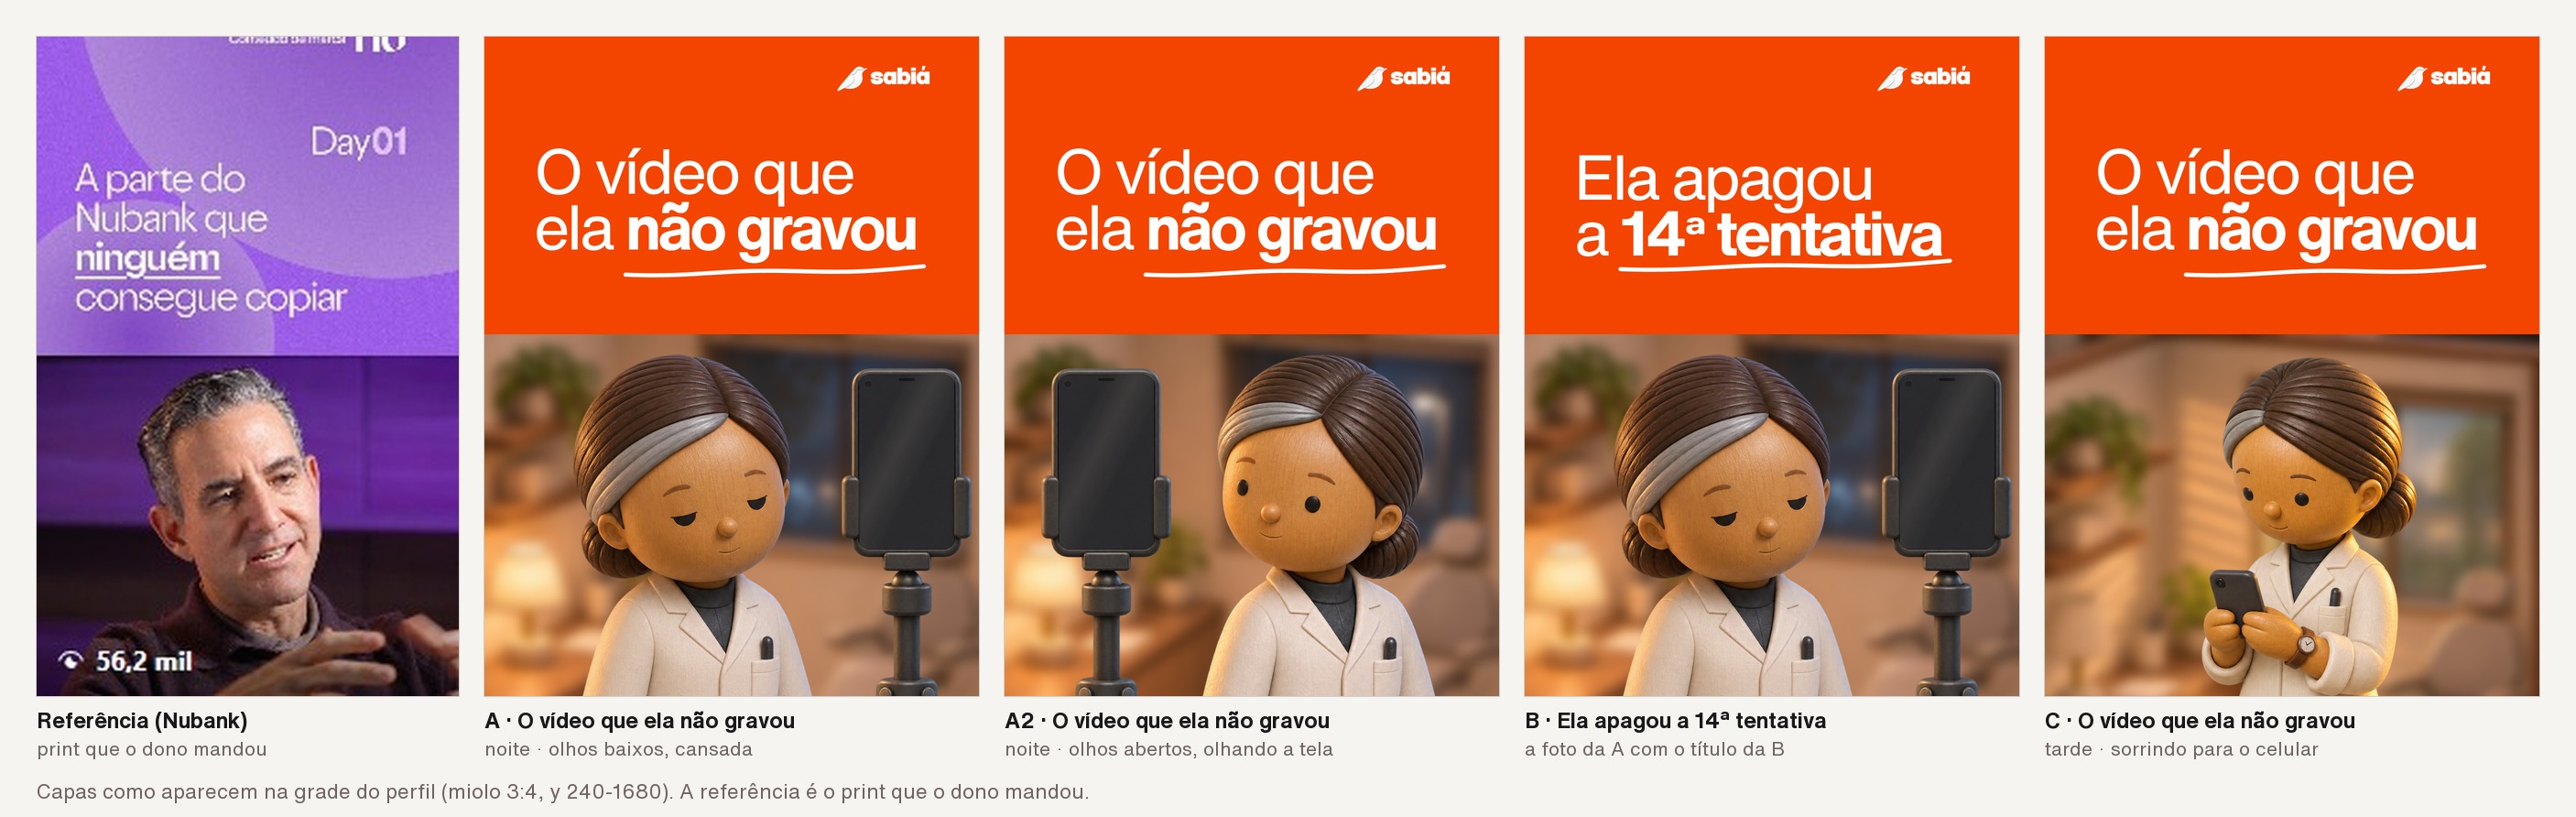 Day01
A parte do
Nubank que
ninguém
consegue copiar
56,2 mil
Referência (Nubank)
print que o dono mandou
sabiá
O vídeo que
ela não gravou
A · O vídeo que ela não gravou
noite · olhos baixos, cansada
sabiá
O vídeo que
ela não gravou
A2 · O vídeo que ela não gravou
noite · olhos abertos, olhando a tela
sabiá
Ela apagou
a 14ª tentativa
B · Ela apagou a 14ª tentativa
a foto da A com o título da B
sabiá
O vídeo que
ela não gravou
C · O vídeo que ela não gravou
tarde · sorrindo para o celular
Capas como aparecem na grade do perfil (miolo 3:4, y 240-1680). A referência é o print que o dono mandou.